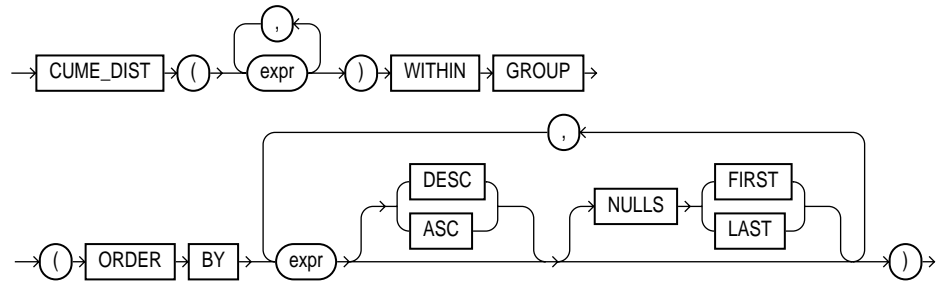 ,
CUME_DIST ( expr ) WITHIN GROUP
,
DESC FIRST
NULLS
ASC LAST
( ORDER BY expr )